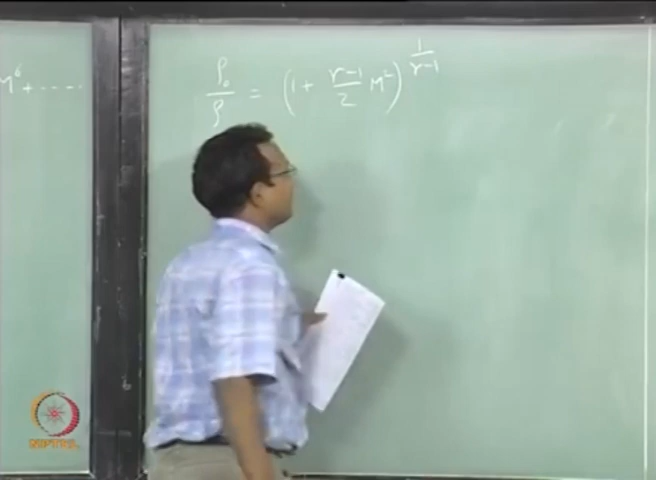 M⁶ + ----
ρ₀/ρ = (1 + (γ-1)/2 M²)^(1/(γ-1))
NPTEL